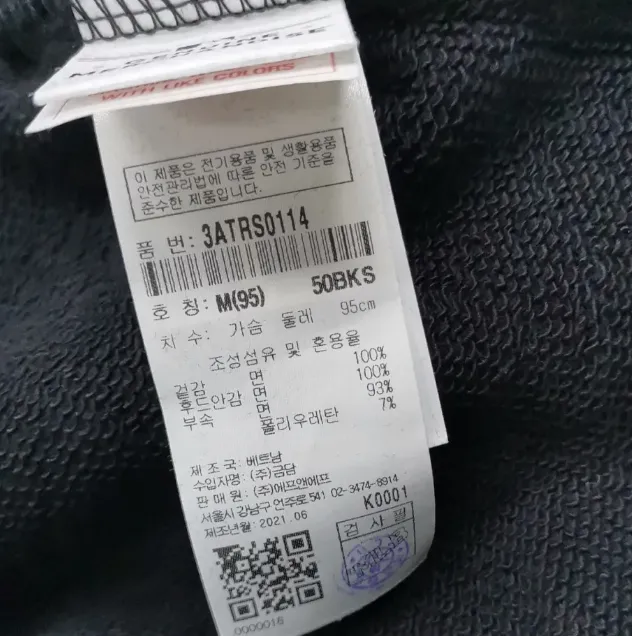 WITH LIKE COLORS
이 제품은 전기용품 및 생활용품
안전관리법에 따른 안전 기준을
준수한 제품입니다.
품 번: 3ATRS0114
호 칭: M(95) 50BKS
치 수: 가슴 둘레 95cm
조성섬유 및 혼용율
겉감 면 100%
후드안감 면 100%
부속 면 93%
폴리우레탄 7%
제 조 국: 베트남
수입자명: (주)금담
판 매 원: (주)에프앤에프
서울시 강남구 언주로 541 02-3474-8914
제조년월: 2021.06
K0001
검 사 필
0000016